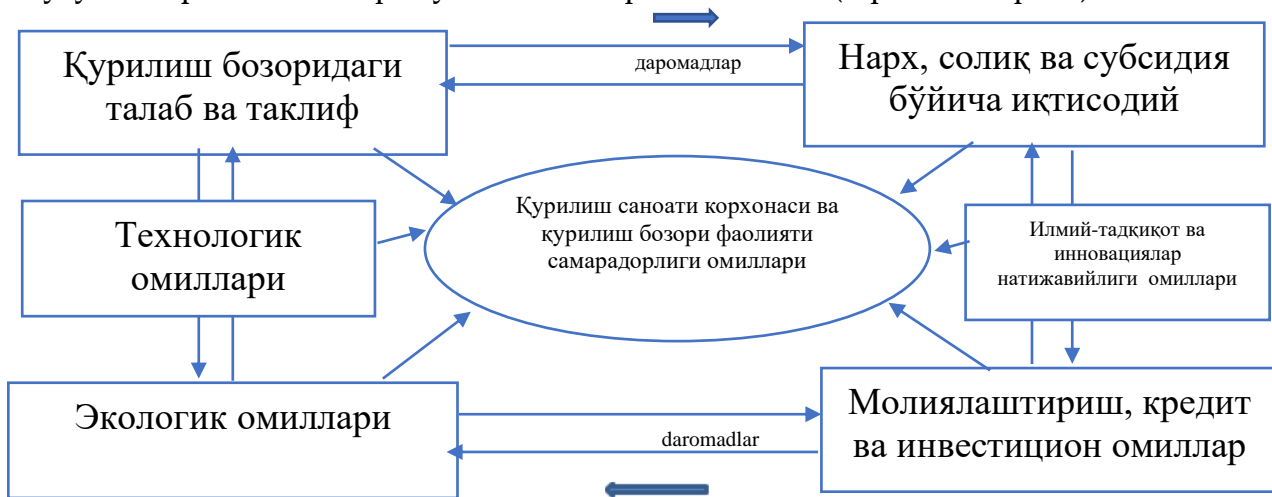 Қурилиш бозоридаги
талаб ва таклиф
даромадлар
Нарх, солиқ ва субсидия
бўйича иқтисодий
Технологик
омиллари
Қурилиш саноати корхонаси ва
қурилиш бозори фаолияти
самарадорлиги омиллари
Илмий-тадқиқот ва
инновациялар
натижавийлиги омиллари
Экологик омиллари
daromadlar
Молиялаштириш, кредит
ва инвестицион омиллар